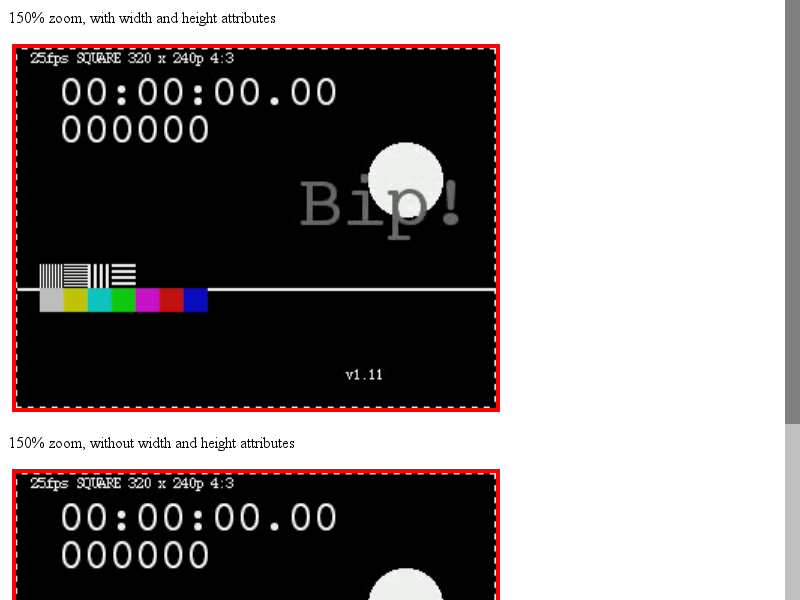 150% zoom, with width and height attributes
25fps SQUARE 320 x 240p 4:3
00:00:00.00
000000
Bip!
v1.11
150% zoom, without width and height attributes
25fps SQUARE 320 x 240p 4:3
00:00:00.00
000000